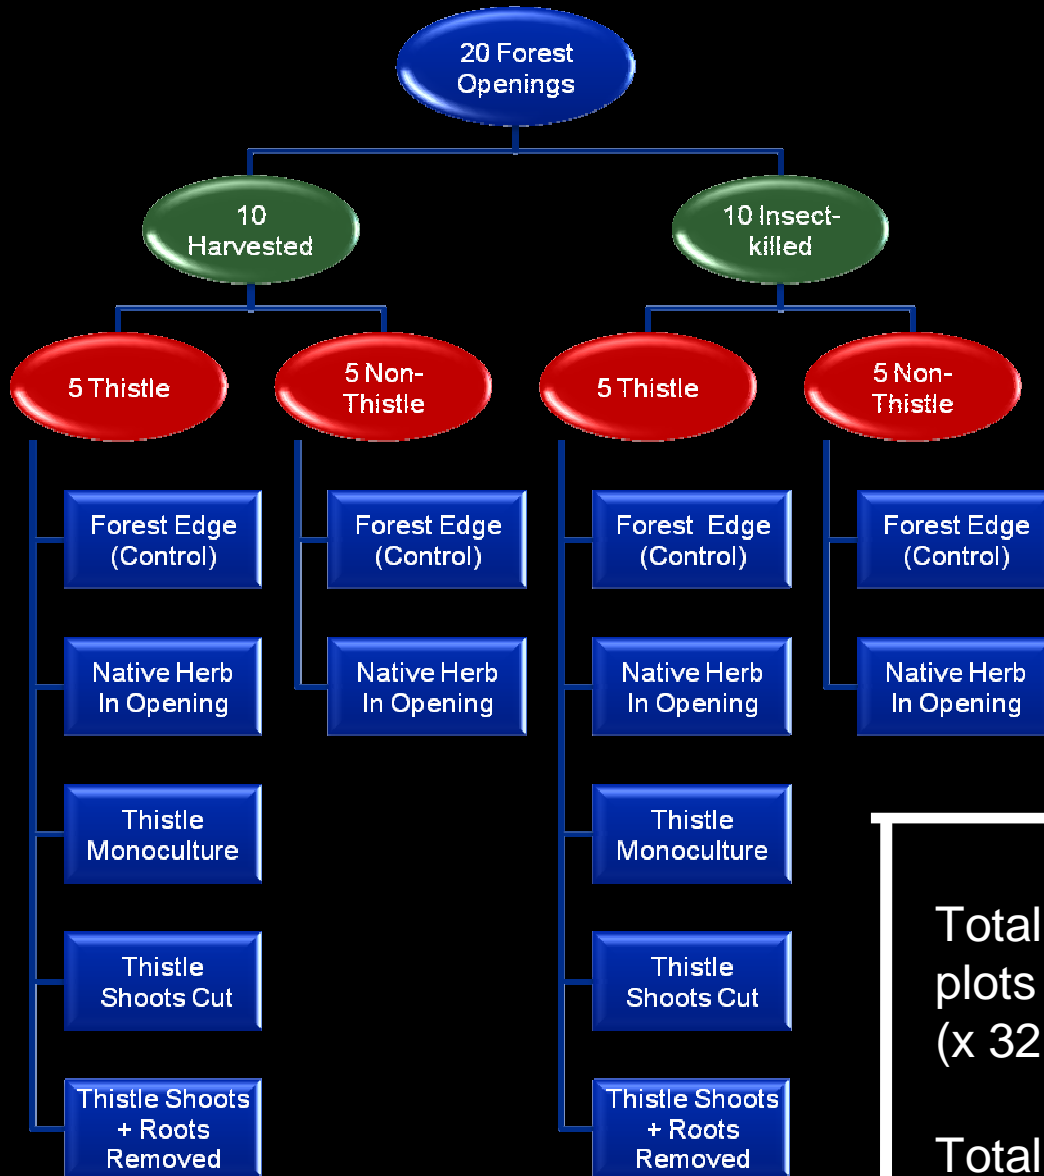 20 Forest
Openings
10
Harvested
10 Insect-
killed
5 Thistle
5 Non-
Thistle
5 Thistle
5 Non-
Thistle
Forest Edge
(Control)
Forest Edge
(Control)
Forest Edge
(Control)
Forest Edge
(Control)
Native Herb
In Opening
Native Herb
In Opening
Native Herb
In Opening
Native Herb
In Opening
Thistle
Monoculture
Thistle
Monoculture
Thistle
Shoots Cut
Thistle
Shoots Cut
Thistle Shoots
+ Roots
Removed
Thistle Shoots
+ Roots
Removed
Total
plots
(x 32
Total